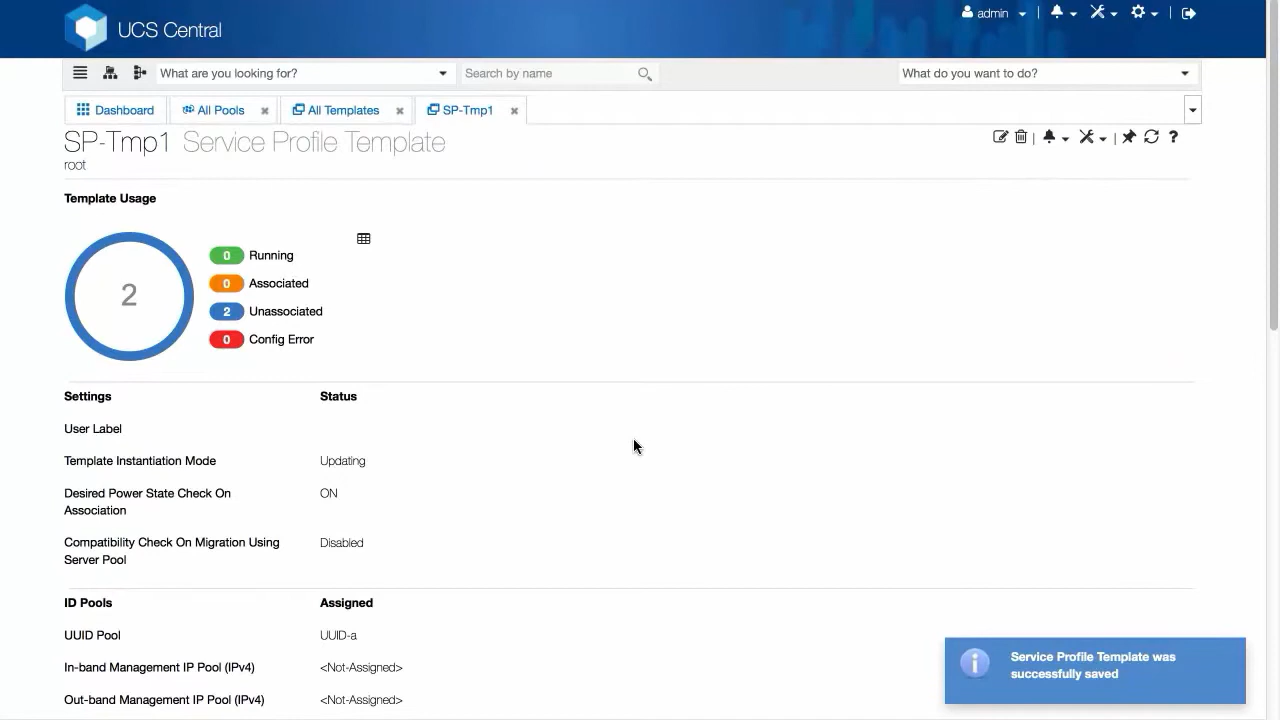 UCS Central
admin
What are you looking for?
Search by name
What do you want to do?
Dashboard
All Pools
All Templates
SP-Tmp1
SP-Tmp1 Service Profile Template
?
root
Template Usage
2
0 Running
0 Associated
2 Unassociated
0 Config Error
Settings Status
User Label
Template Instantiation Mode Updating
Desired Power State Check On
Association
ON
Compatibility Check On Migration Using
Server Pool
Disabled
ID Pools Assigned
UUID Pool UUID-a
In-band Management IP Pool (IPv4) <Not-Assigned>
Out-band Management IP Pool (IPv4) <Not-Assigned>
Service Profile Template was
successfully saved